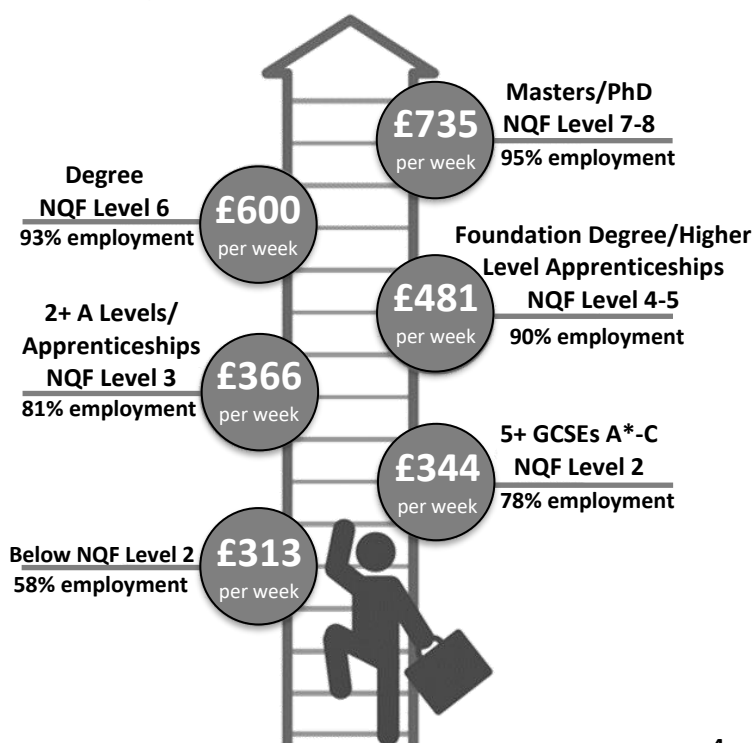 Masters/PhD
NQF Level 7-8
95% employment
£735
per week
Degree
NQF Level 6
93% employment
£600
per week
Foundation Degree/Higher
Level Apprenticeships
NQF Level 4-5
90% employment
£481
per week
2+ A Levels/
Apprenticeships
NQF Level 3
81% employment
£366
per week
5+ GCSEs A*-C
NQF Level 2
78% employment
£344
per week
Below NQF Level 2
58% employment
£313
per week